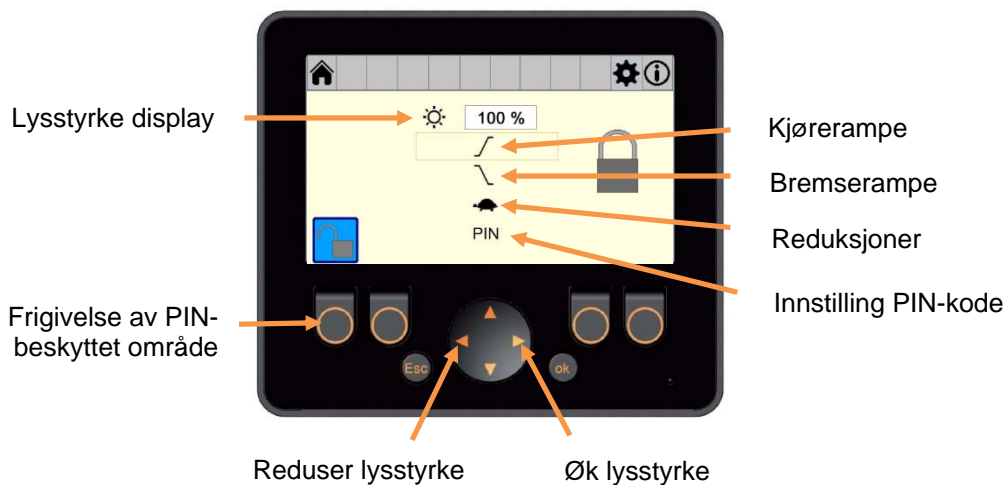 Lysstyrke display
100 %
PIN
Kjørerampe
Bremserampe
Reduksjoner
Innstilling PIN-kode
Frigivelse av PIN-
beskyttet område
Esc
ok
Reduser lysstyrke
Øk lysstyrke